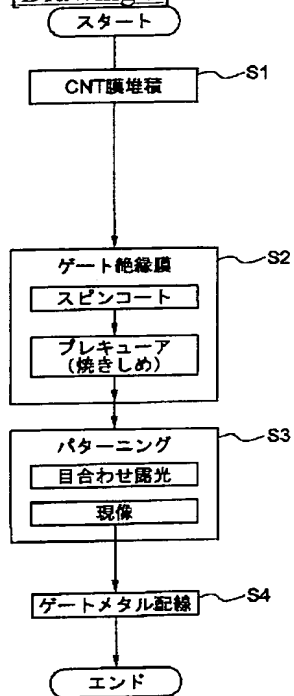 スタート
CNT膜堆積
S1
ゲート絶縁膜
S2
スピンコート
プレキューア
(焼きしめ)
パターニング
S3
目合わせ露光
現像
ゲートメタル配線
S4
エンド